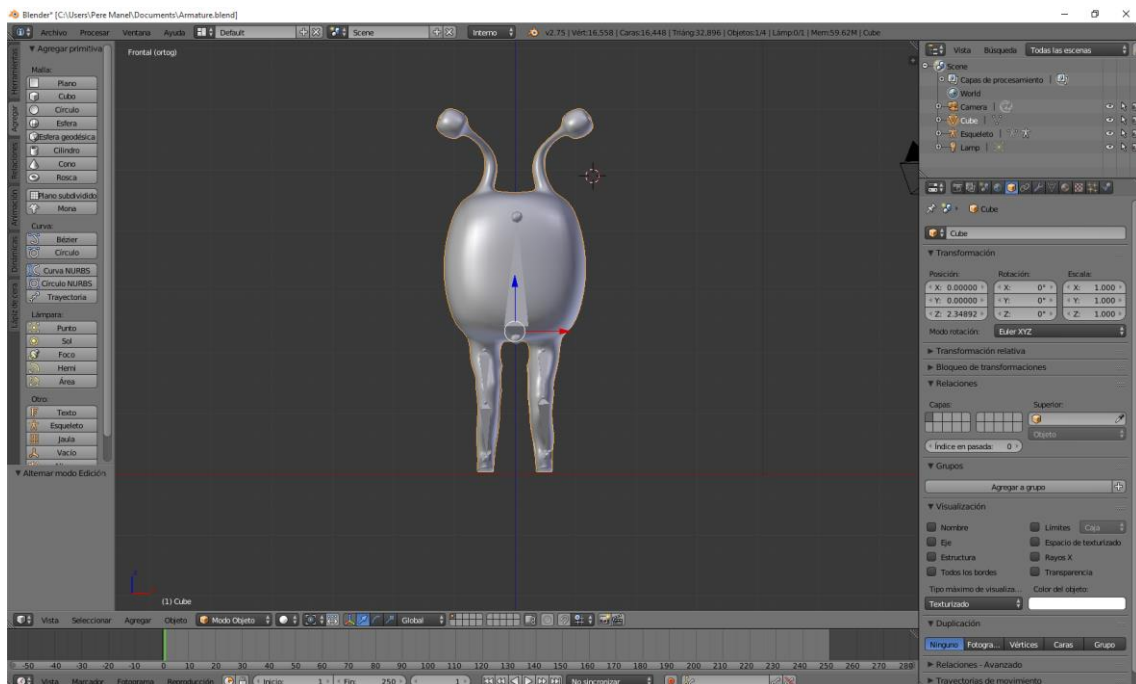 Blender* [C:\Users\Pere Manel\Documents\Armature.blend]
Archivo Procesar Ventana Ayuda Default Scene Interno v2.75 | Vért:16,558 | Caras:16,448 | Triáng:32,896 | Objetos:1/4 | Lámp:0/1 | Mem:59.62M | Cube
Vista Búsqueda Todas las escenas
Agregar primitiva
Malla:
Plano
Cubo
Círculo
Esfera
Esfera geodésica
Cilindro
Cono
Rosca
Plano subdividido
Mona
Curva:
Bézier
Círculo
Curva NURBS
Círculo NURBS
Trayectoria
Lámpara:
Punto
Sol
Foco
Hemi
Área
Otro:
Texto
Esqueleto
Jaula
Vacío
Alternar modo Edición
Herramientas
Agregar
Relaciones
Animación
Dinámicas
Lápiz de cera
Frontal (ortog)
(1) Cube
Scene
Capas de procesamiento
World
Camera
Cube
Esqueleto
Lamp
Cube
Cube
Transformación
Posición: Rotación: Escala:
X: 0.00000 X: 0° X: 1.000
Y: 0.00000 Y: 0° Y: 1.000
Z: 2.34892 Z: 0° Z: 1.000
Modo rotación: Euler XYZ
Transformación relativa
Bloqueo de transformaciones
Relaciones
Capas: Superior:
Objeto
Índice en pasada: 0
Grupos
Agregar a grupo
Visualización
Nombre Límites Caja
Eje Espacio de texturizado
Estructura Rayos X
Todos los bordes Transparencia
Tipo máximo de visualiza... Color del objeto:
Texturizado
Duplicación
Ninguno Fotogra... Vértices Caras Grupo
Relaciones - Avanzado
Trayectorias de movimiento
Vista Seleccionar Agregar Objeto Modo Objeto Global
-50 -40 -30 -20 -10 0 10 20 30 40 50 60 70 80 90 100 110 120 130 140 150 160 170 180 190 200 210 220 230 240 250 260 270 280
Vista Marcador Fotograma Reproducción Inicio: 1 Fin: 250 1 No sincronizar